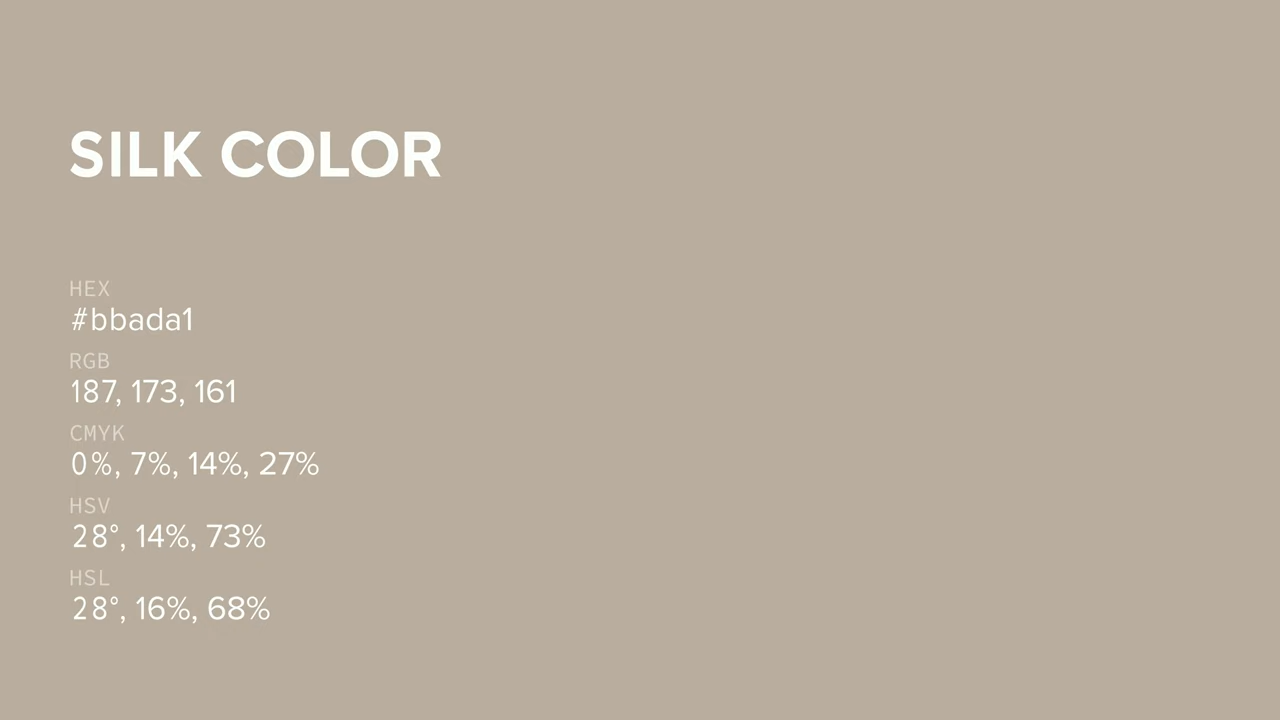 SILK COLOR
HEX
#bbada1
RGB
187, 173, 161
CMYK
0%, 7%, 14%, 27%
HSV
28°, 14%, 73%
HSL
28°, 16%, 68%